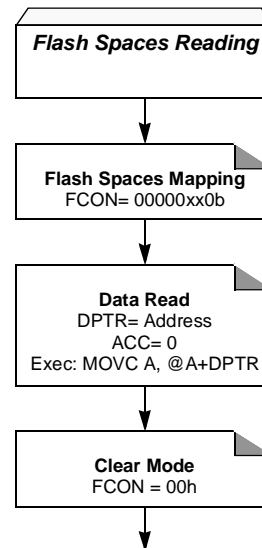 Flash Spaces Reading
Flash Spaces Mapping
FCON= 00000xx0b
Data Read
DPTR= Address
ACC= 0
Exec: MOVC A, @A+DPTR
Clear Mode
FCON = 00h